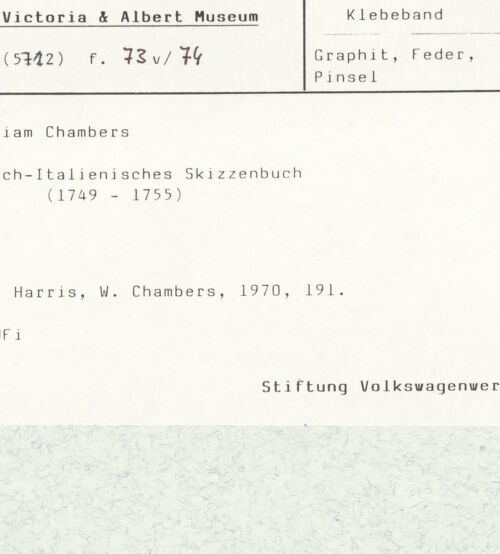 Victoria & Albert Museum
Klebeband
(5712) f. 73v/74
Graphit, Feder,
Pinsel
iam Chambers
ch-Italienisches Skizzenbuch
(1749 - 1755)
Harris, W. Chambers, 1970, 191.
Fi
Stiftung Volkswagenwer